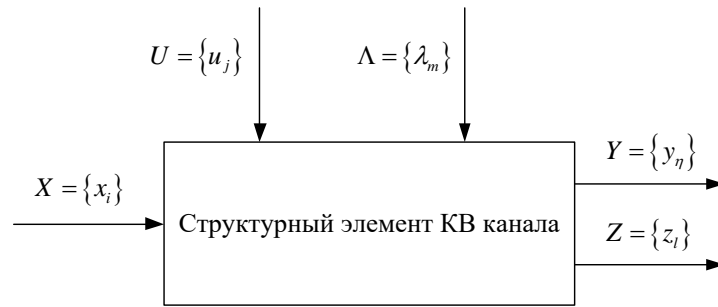 U = {u_j}
Λ = {λ_m}
Y = {y_η}
X = {x_i}
Структурный элемент КВ канала
Z = {z_l}